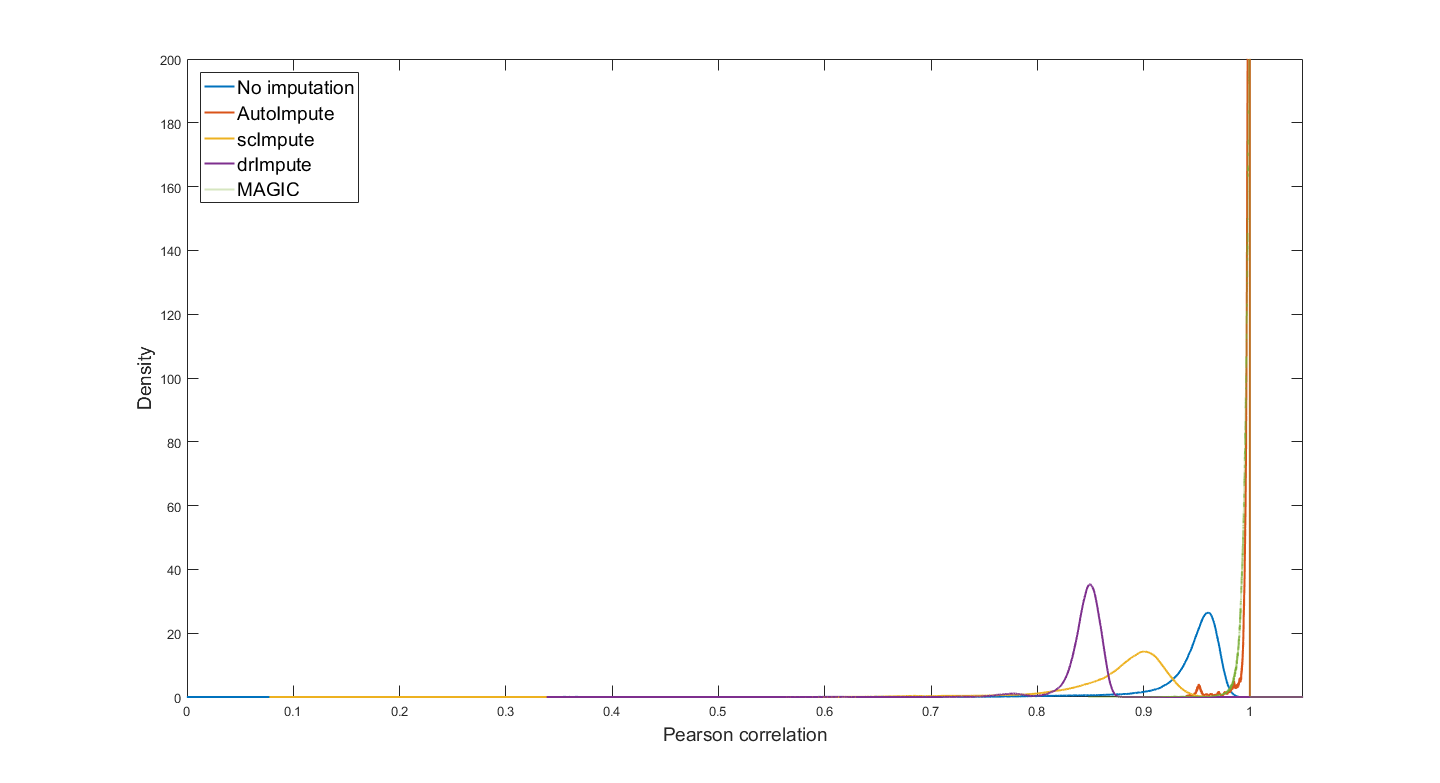 200
180
160
140
120
100
80
60
40
20
0
Density
No imputation
AutoImpute
scImpute
drImpute
MAGIC
0 0.1 0.2 0.3 0.4 0.5 0.6 0.7 0.8 0.9 1
Pearson correlation